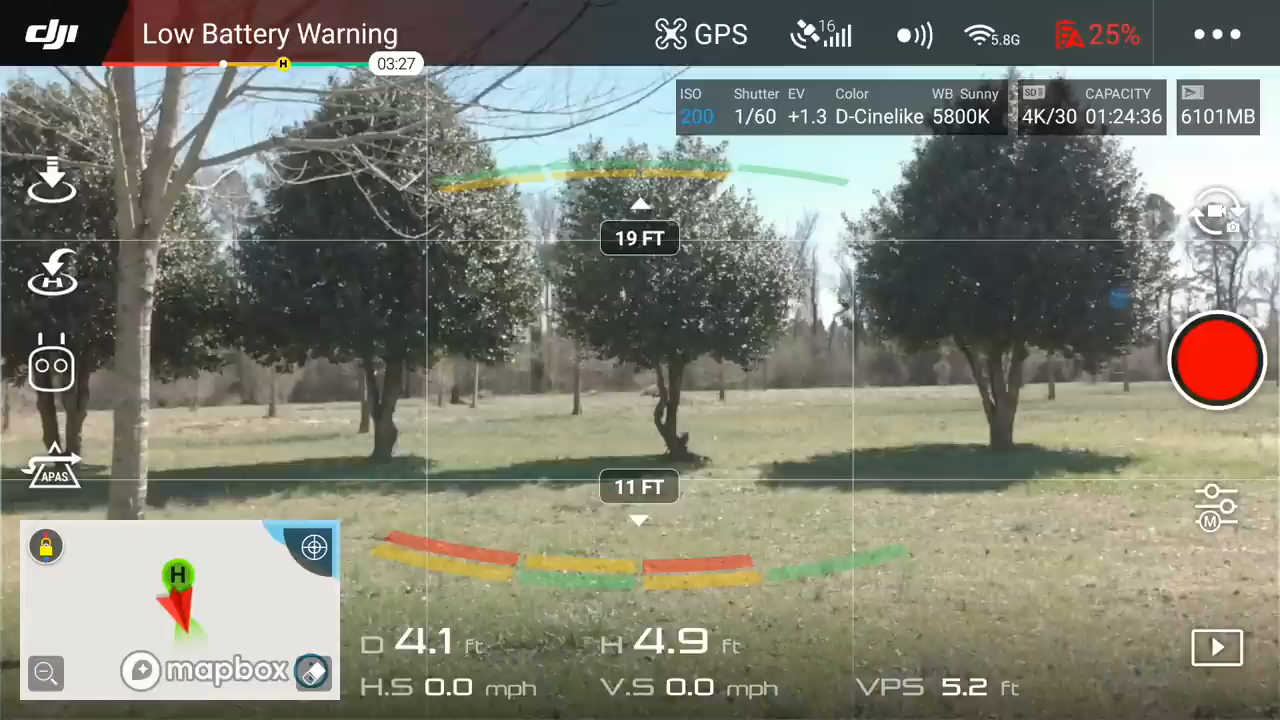 dji Low Battery Warning GPS 16 5.8G 25%
H 03:27
ISO Shutter EV Color WB Sunny SD CAPACITY
200 1/60 +1.3 D-Cinelike 5800K 4K/30 01:24:36 6101MB
19 FT
H
APAS
11 FT
M
H
mapbox
D 4.1 ft H 4.9 ft
H.S 0.0 mph V.S 0.0 mph VPS 5.2 ft